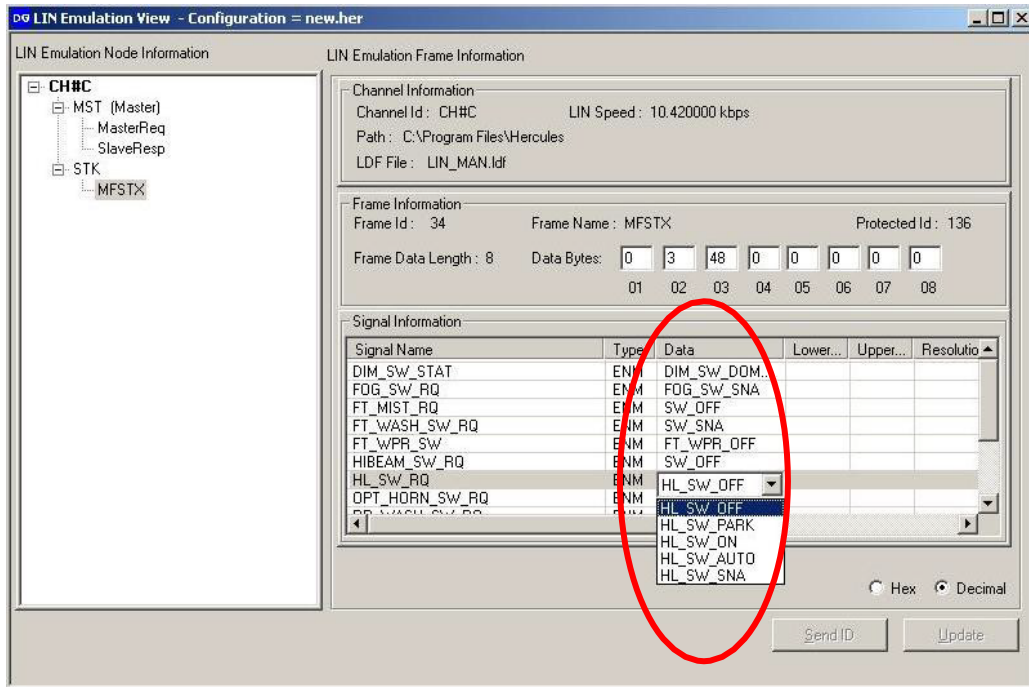 DG LIN Emulation View - Configuration = new.her
LIN Emulation Node Information
CH#C
MST (Master)
MasterReq
SlaveResp
STK
MFSTX
LIN Emulation Frame Information
Channel Information
Channel Id : CH#C LIN Speed : 10.420000 kbps
Path : C:\Program Files\Hercules
LDF File : LIN_MAN.ldf
Frame Information
Frame Id : 34 Frame Name : MFSTX Protected Id : 136
Frame Data Length : 8 Data Bytes: 0 3 48 0 0 0 0 0
01 02 03 04 05 06 07 08
Signal Information
Signal Name Type Data Lower... Upper... Resolutio
DIM_SW_STAT ENM DIM_SW_DOM...
FOG_SW_RQ ENM FOG_SW_SNA
FT_MIST_RQ ENM SW_OFF
FT_WASH_SW_RQ ENM SW_SNA
FT_WPR_SW ENM FT_WPR_OFF
HIBEAM_SW_RQ ENM SW_OFF
HL_SW_RQ ENM HL_SW_OFF
OPT_HORN_SW_RQ ENM
HL_SW_OFF
HL_SW_PARK
HL_SW_ON
HL_SW_AUTO
HL_SW_SNA
Hex Decimal
Send ID Update